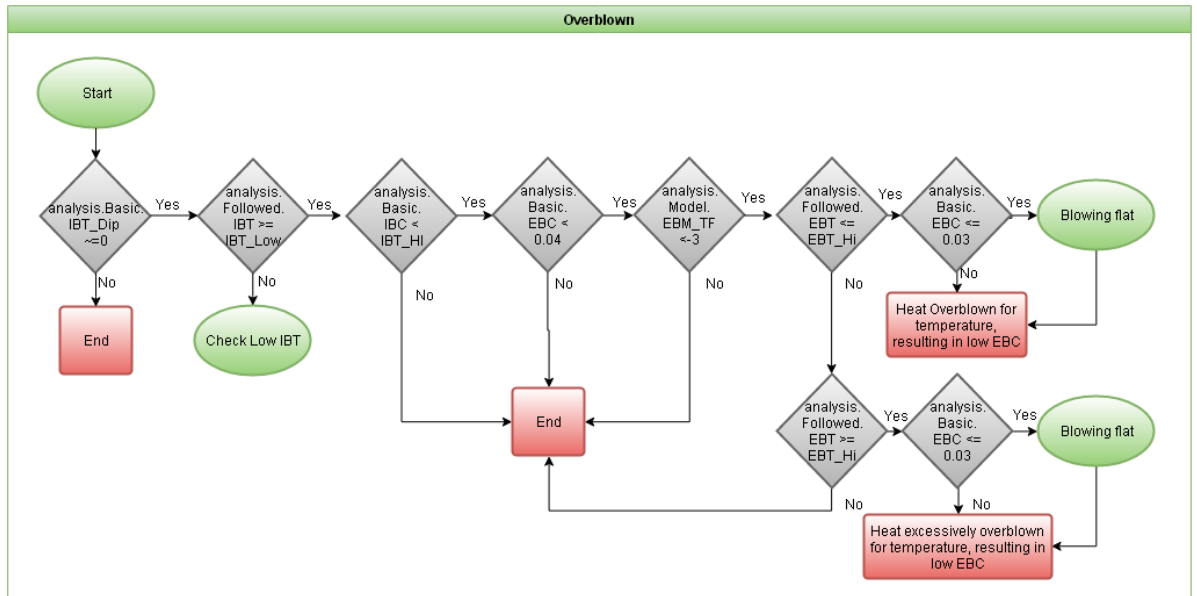 Overblown
Start
analysis.Basic.
IBT_Dip
~=0
Yes
No
End
analysis.
Followed.
IBT >=
IBT_Low
Yes
No
Check Low IBT
analysis.
Basic.
IBC <
IBT_HI
Yes
No
analysis.
Basic.
EBC <
0.04
Yes
No
analysis.
Model.
EBM_TF
<-3
Yes
No
End
analysis.
Followed.
EBT <=
EBT_Hi
Yes
No
analysis.
Basic.
EBC <=
0.03
Yes
No
Blowing flat
Heat Overblown for
temperature,
resulting in low EBC
analysis.
Followed.
EBT >=
EBT_Hi
Yes
No
analysis.
Basic.
EBC <=
0.03
Yes
No
Blowing flat
Heat excessively overblown
for temperature, resulting in
low EBC